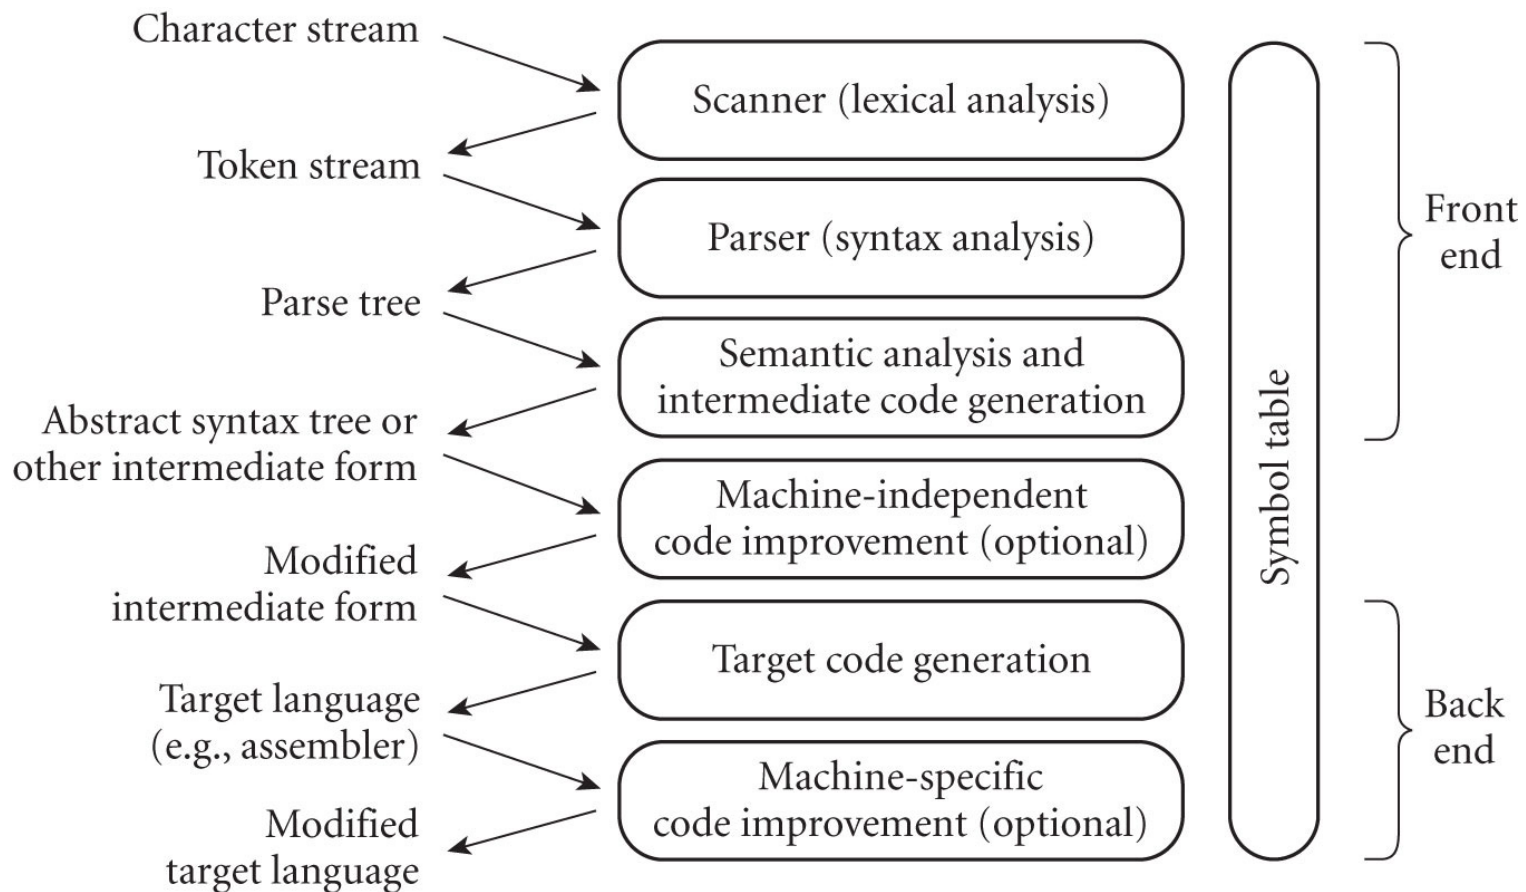 Character stream
Scanner (lexical analysis)
Token stream
Parser (syntax analysis)
Parse tree
Semantic analysis and
intermediate code generation
Abstract syntax tree or
other intermediate form
Machine-independent
code improvement (optional)
Modified
intermediate form
Target code generation
Target language
(e.g., assembler)
Machine-specific
code improvement (optional)
Modified
target language
Symbol table
Front
end
Back
end